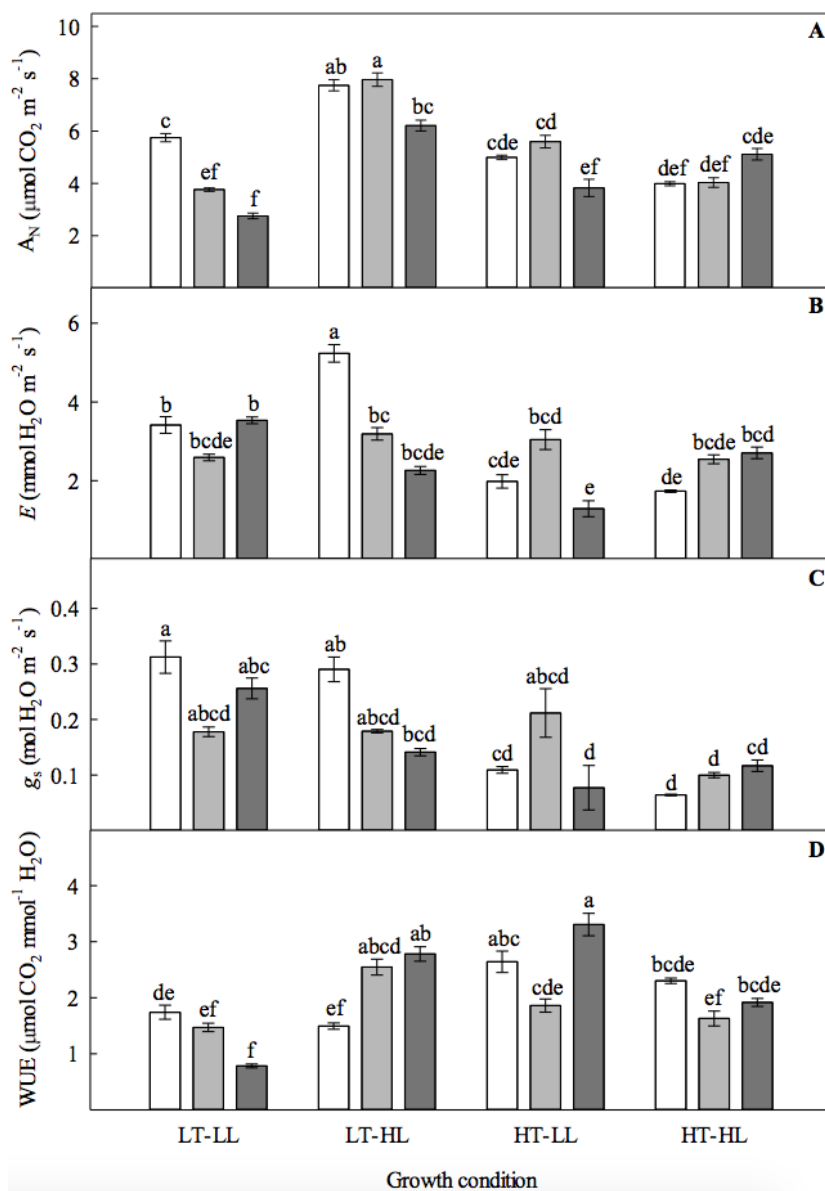 A
10
8
6
4
2
A_N (μmol CO₂ m⁻² s⁻¹)
c
ef
f
ab
a
bc
cde
cd
ef
def
def
cde
B
6
4
2
E (mmol H₂O m⁻² s⁻¹)
b
bcde
b
a
bc
bcde
cde
bcd
e
de
bcde
bcd
C
0.4
0.3
0.2
0.1
g_s (mol H₂O m⁻² s⁻¹)
a
abcd
abc
ab
abcd
bcd
cd
abcd
d
d
d
cd
D
4
3
2
1
WUE (μmol CO₂ mmol⁻¹ H₂O)
de
ef
f
ef
abcd
ab
abc
cde
a
bcde
ef
bcde
LT-LL LT-HL HT-LL HT-HL
Growth condition